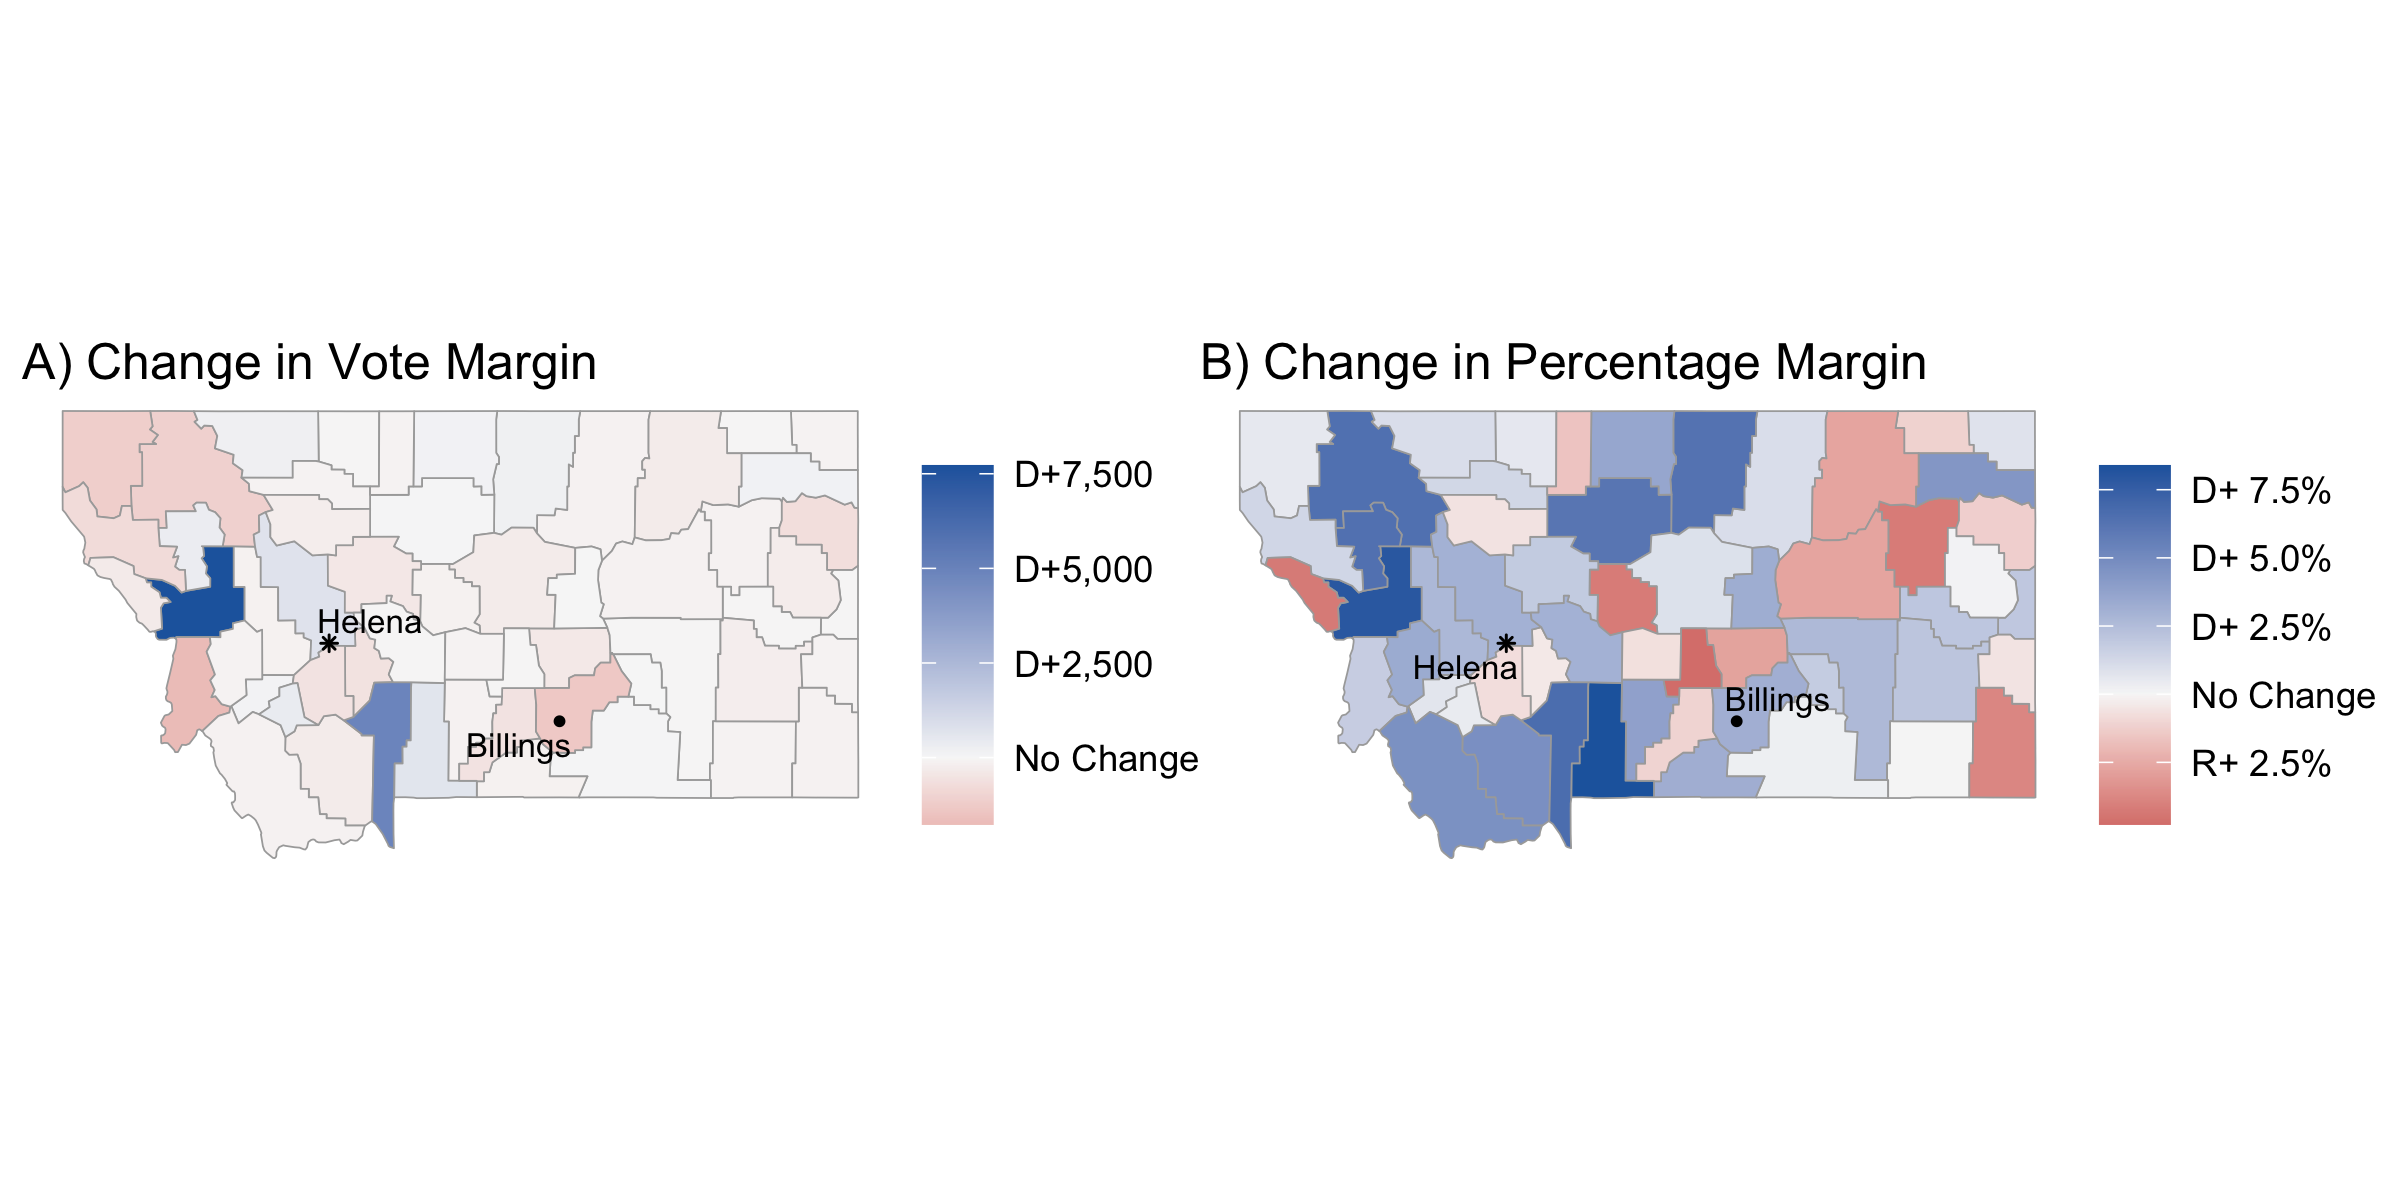 A) Change in Vote Margin
Helena
Billings
D+7,500
D+5,000
D+2,500
No Change
B) Change in Percentage Margin
Helena
Billings
D+ 7.5%
D+ 5.0%
D+ 2.5%
No Change
R+ 2.5%